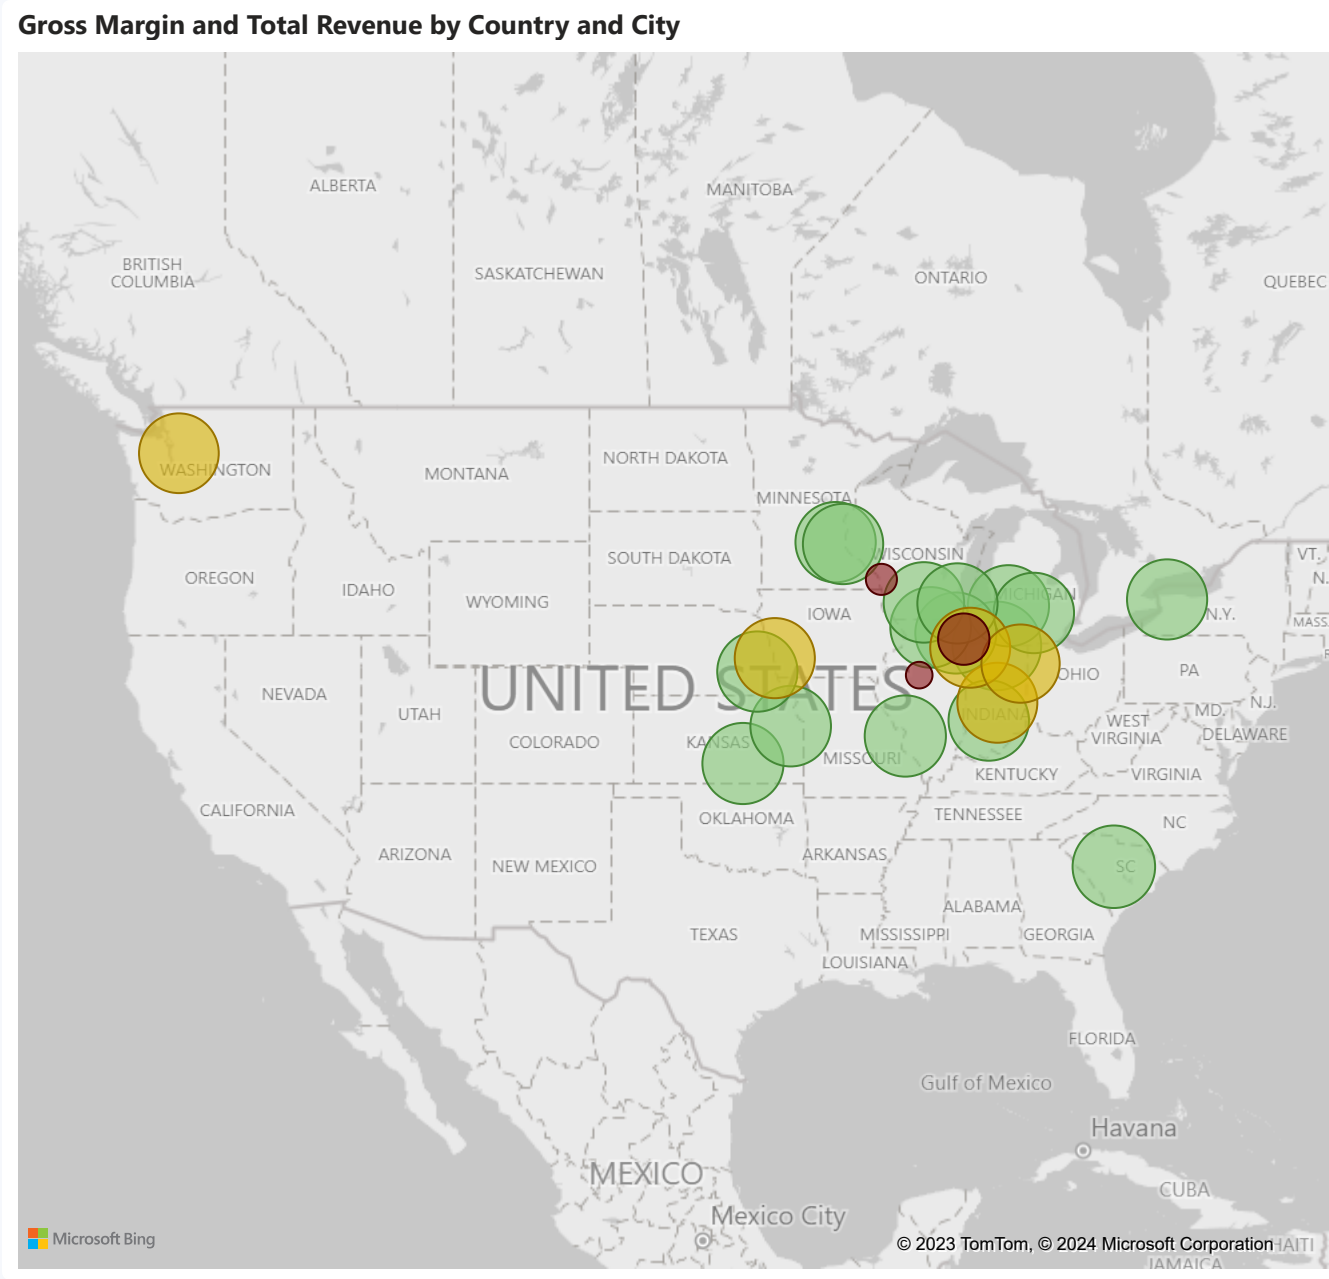 Gross Margin and Total Revenue by Country and City
ALBERTA
MANITOBA
BRITISH
COLUMBIA
SASKATCHEWAN
ONTARIO
QUEBEC
WASHINGTON
MONTANA
NORTH DAKOTA
MINNESOTA
WISCONSIN
VT.
OREGON
IDAHO
SOUTH DAKOTA
MICHIGAN
N.
WYOMING
IOWA
N.Y.
MASS
UNITED STATES
OHIO
PA
NEVADA
UTAH
COLORADO
KANSAS
MISSOURI
INDIANA
WEST
VIRGINIA
MD.
N.J.
DELAWARE
KENTUCKY
VIRGINIA
CALIFORNIA
OKLAHOMA
TENNESSEE
NC
ARIZONA
NEW MEXICO
ARKANSAS
SC
TEXAS
MISSISSIPPI
ALABAMA
GEORGIA
LOUISIANA
FLORIDA
Gulf of Mexico
Havana
MEXICO
CUBA
Mexico City
Microsoft Bing
© 2023 TomTom, © 2024 Microsoft Corporation
HAITI
JAMAICA